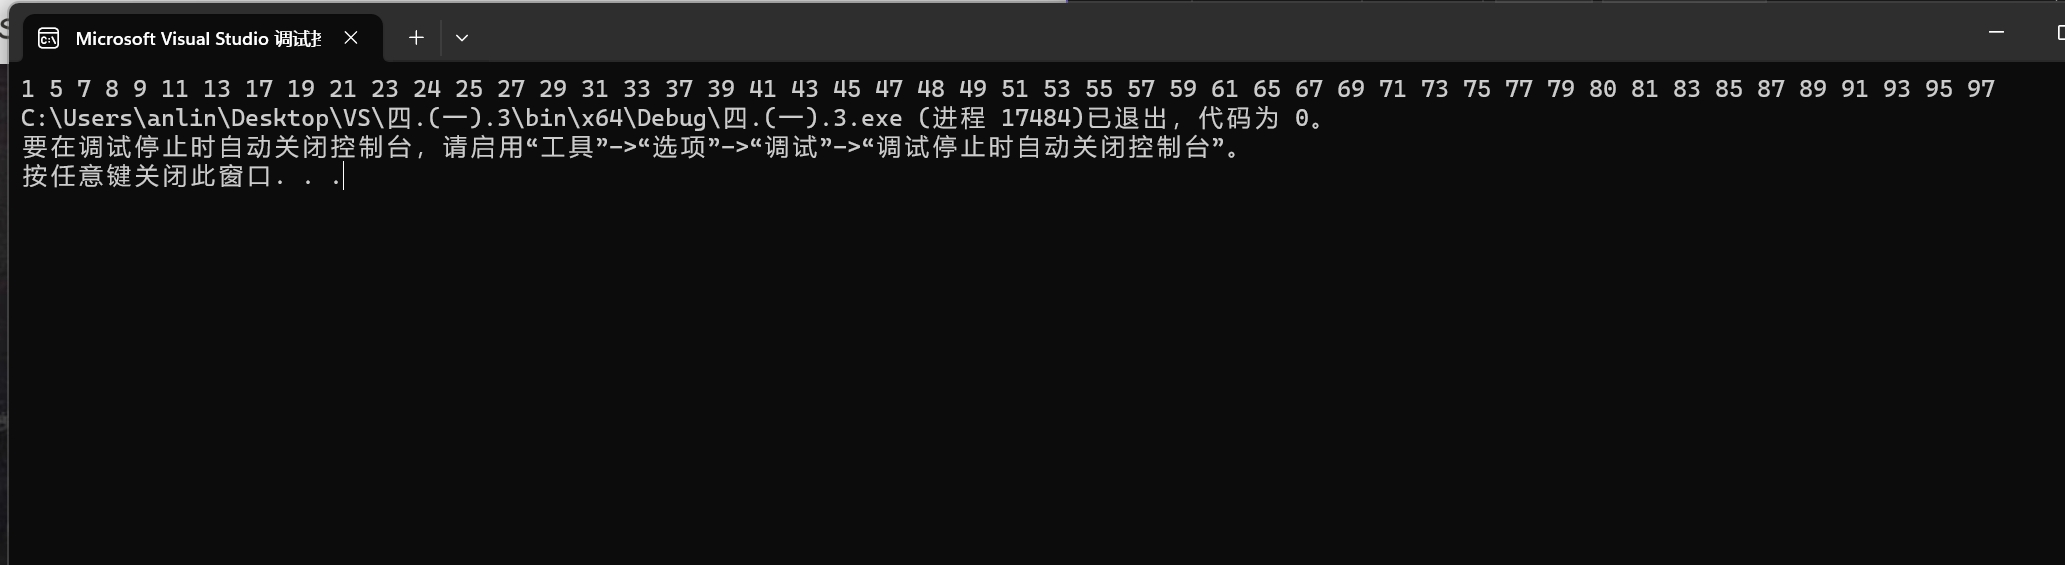 Microsoft Visual Studio 调试
1 5 7 8 9 11 13 17 19 21 23 24 25 27 29 31 33 37 39 41 43 45 47 48 49 51 53 55 57 59 61 65 67 69 71 73 75 77 79 80 81 83 85 87 89 91 93 95 97
C:\Users\anlin\Desktop\VS\四.(一).3\bin\x64\Debug\四.(一).3.exe (进程 17484)已退出，代码为 0。
要在调试停止时自动关闭控制台，请启用“工具”->“选项”->“调试”->“调试停止时自动关闭控制台”。
按任意键关闭此窗口. . .